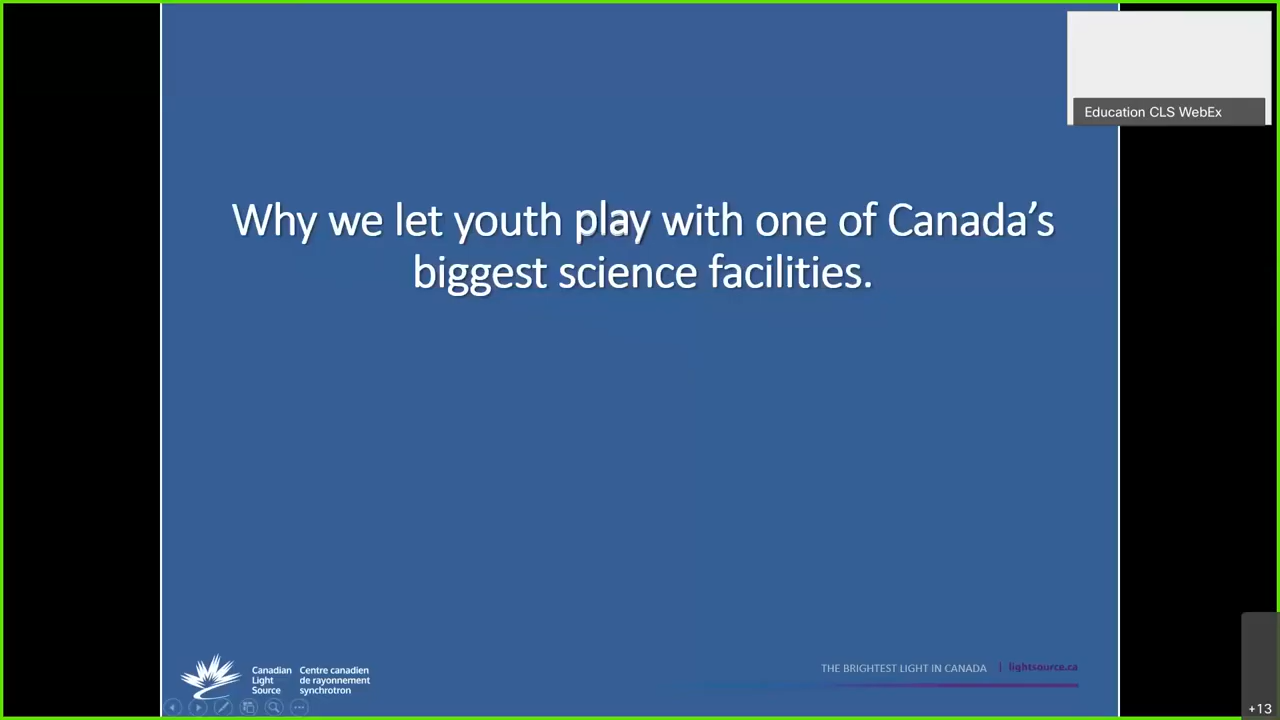 Education CLS WebEx
Why we let youth play with one of Canada's
biggest science facilities.
Canadian
Light
Source
Centre canadien
de rayonnement
synchrotron
THE BRIGHTEST LIGHT IN CANADA | lightsource.ca
+13